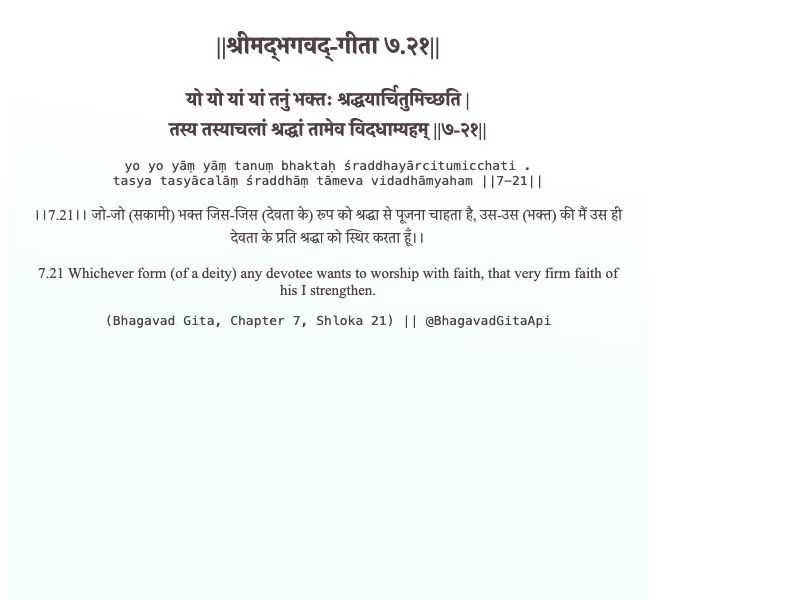 ||श्रीमद्‍भगवद्‍-गीता ७.२१||
यो यो यां यां तनुं भक्तः श्रद्धयार्चितुमिच्छति |
तस्य तस्याचलां श्रद्धां तामेव विदधाम्यहम् ||७-२१||
yo yo yāṃ yāṃ tanuṃ bhaktaḥ śraddhayārcitumicchati .
tasya tasyācalāṃ śraddhāṃ tāmeva vidadhāmyaham ||7-21||
।।7.21।। जो-जो (सकामी) भक्त जिस-जिस (देवता के) रूप को श्रद्धा से पूजना चाहता है, उस-उस (भक्त) की मैं उस ही
देवता के प्रति श्रद्धा को स्थिर करता हूँ।।
7.21 Whichever form (of a deity) any devotee wants to worship with faith, that very firm faith of
his I strengthen.
(Bhagavad Gita, Chapter 7, Shloka 21) || @BhagavadGitaApi